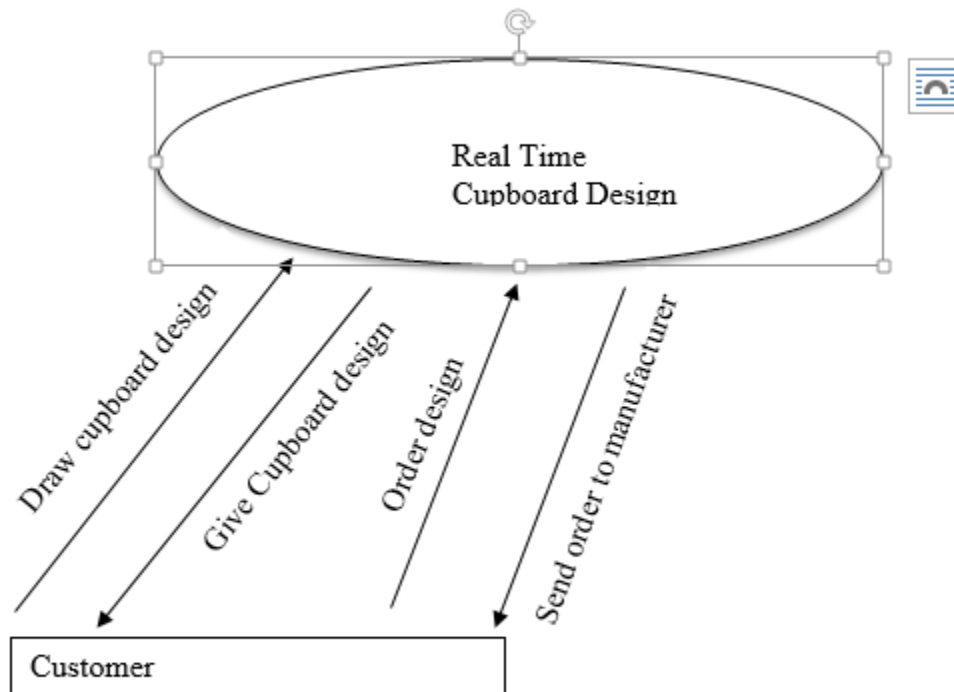 Real Time
Cupboard Design
Draw cupboard design
Give Cupboard design
Order design
Send order to manufacturer
Customer